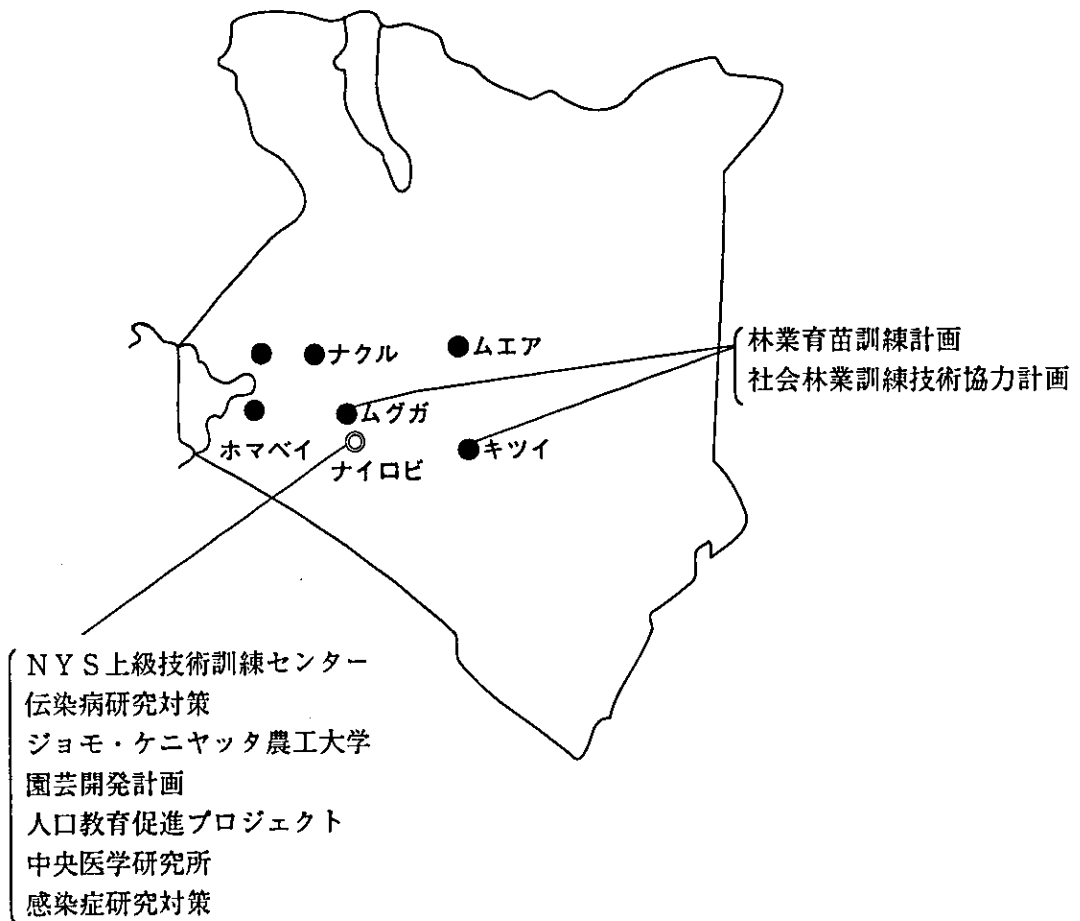 ナクル
ムエア
ムグガ
ホマベイ
ナイロビ
キツイ
林業育苗訓練計画
社会林業訓練技術協力計画
NYS上級技術訓練センター
伝染病研究対策
ジョモ・ケニヤッタ農工大学
園芸開発計画
人口教育促進プロジェクト
中央医学研究所
感染症研究対策